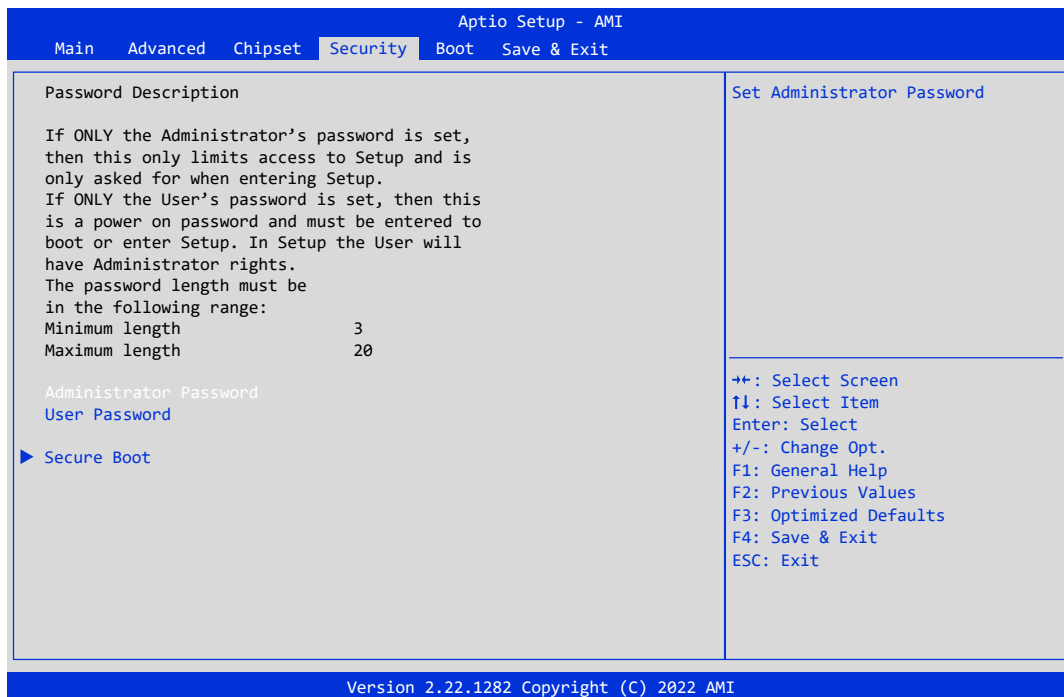 Aptio Setup - AMI
Main Advanced Chipset Security Boot Save & Exit
Password Description
If ONLY the Administrator’s password is set,
then this only limits access to Setup and is
only asked for when entering Setup.
If ONLY the User’s password is set, then this
is a power on password and must be entered to
boot or enter Setup. In Setup the User will
have Administrator rights.
The password length must be
in the following range:
Minimum length 3
Maximum length 20
Administrator Password
User Password
▶ Secure Boot
Set Administrator Password
→←: Select Screen
↑↓: Select Item
Enter: Select
+/-: Change Opt.
F1: General Help
F2: Previous Values
F3: Optimized Defaults
F4: Save & Exit
ESC: Exit
Version 2.22.1282 Copyright (C) 2022 AMI